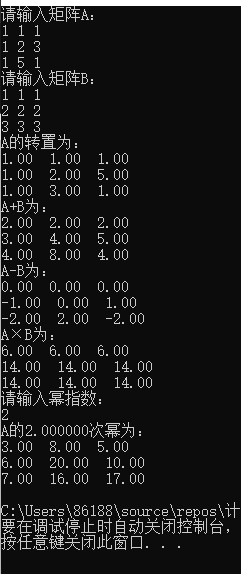 请输入矩阵A：
1 1 1
1 2 3
1 5 1
请输入矩阵B：
1 1 1
2 2 2
3 3 3
A的转置为：
1.00  1.00  1.00
1.00  2.00  5.00
1.00  3.00  1.00
A+B为：
2.00  2.00  2.00
3.00  4.00  5.00
4.00  8.00  4.00
A-B为：
0.00  0.00  0.00
-1.00  0.00  1.00
-2.00  2.00  -2.00
A×B为：
6.00  6.00  6.00
14.00  14.00  14.00
14.00  14.00  14.00
请输入幂指数：
2
A的2.000000次幂为：
3.00  8.00  5.00
6.00  20.00  10.00
7.00  16.00  17.00
C:\Users\86188\source\repos\计
要在调试停止时自动关闭控制台，
按任意键关闭此窗口. . .